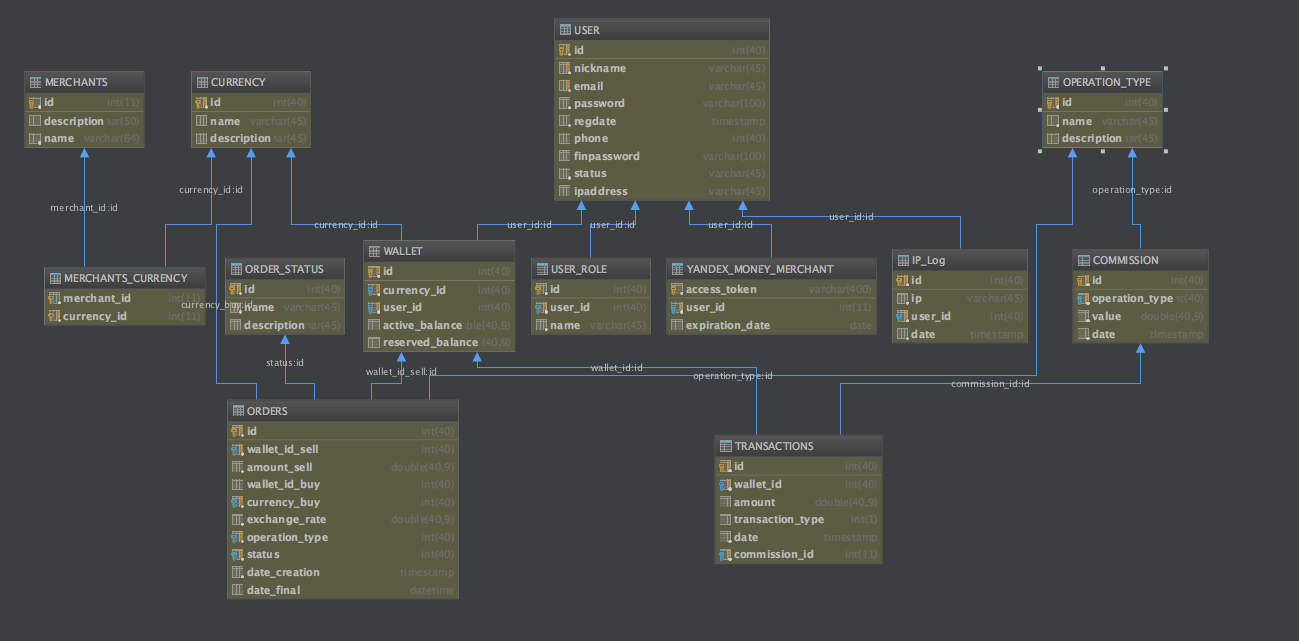 USER
id int(40)
nickname varchar(45)
email varchar(45)
password varchar(100)
regdate timestamp
phone int(40)
finpassword varchar(100)
status varchar(45)
ipaddress varchar(45)
MERCHANTS
id int(11)
description :har(50)
name varchar(64)
CURRENCY
id int(40)
name varchar(45)
description :har(45)
OPERATION_TYPE
id int(40)
name varchar(45)
description :har(45)
currency_id:id
operation_type:id
merchant_id:id
currency_id:id
user_id:id
user_id:id
user_id:id
user_id:id
MERCHANTS_CURRENCY
merchant_id int(11)
currency_id int(11)
currency_buy:id
ORDER_STATUS
id int(40)
name varchar(45)
description :har(45)
WALLET
id int(40)
currency_id int(40)
user_id int(40)
active_balance ble(40,9)
reserved_balance (40,9)
USER_ROLE
id int(40)
user_id int(40)
name varchar(45)
YANDEX_MONEY_MERCHANT
access_token varchar(400)
user_id int(11)
expiration_date date
IP_Log
id int(40)
ip varchar(45)
user_id int(40)
date timestamp
COMMISSION
id int(40)
operation_type nt(40)
value double(40,9)
date timestamp
status:id
wallet_id_sell:id
wallet_id:id
operation_type:id
commission_id:id
ORDERS
id int(40)
wallet_id_sell int(40)
amount_sell double(40,9)
wallet_id_buy int(40)
currency_buy int(40)
exchange_rate double(40,9)
operation_type int(40)
status int(40)
date_creation timestamp
date_final datetime
TRANSACTIONS
id int(40)
wallet_id int(40)
amount double(40,9)
transaction_type int(1)
date timestamp
commission_id int(11)